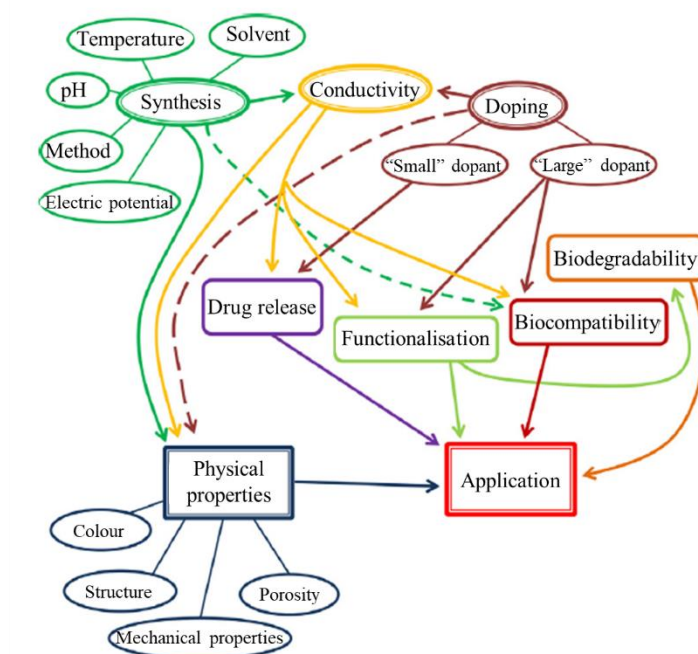 Temperature
Solvent
pH
Synthesis
Conductivity
Doping
Method
"Small" dopant
"Large" dopant
Electric potential
Biodegradability
Drug release
Functionalisation
Biocompatibility
Physical
properties
Application
Colour
Structure
Porosity
Mechanical properties